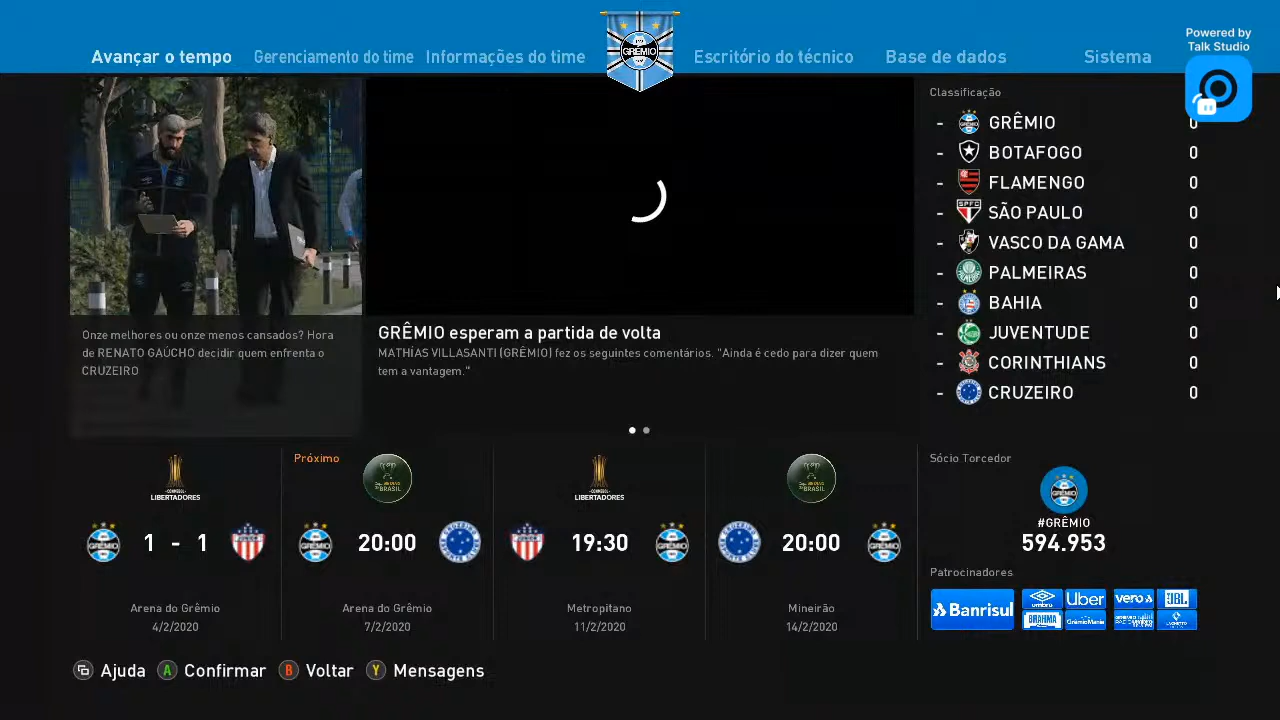 Powered by
Talk Studio
Avançar o tempo
Gerenciamento do time
Informações do time
GRÊMIO
Escritório do técnico
Base de dados
Sistema
Onze melhores ou onze menos cansados? Hora
de RENATO GAÚCHO decidir quem enfrenta o
CRUZEIRO
GRÊMIO esperam a partida de volta
MATHÍAS VILLASANTI (GRÊMIO) fez os seguintes comentários. "Ainda é cedo para dizer quem
tem a vantagem."
Classificação
- GRÊMIO 0
- BOTAFOGO 0
- FLAMENGO 0
- SÃO PAULO 0
- VASCO DA GAMA 0
- PALMEIRAS 0
- BAHIA 0
- JUVENTUDE 0
- CORINTHIANS 0
- CRUZEIRO 0
LIBERTADORES
1 - 1
Arena do Grêmio
4/2/2020
Próximo
20:00
Arena do Grêmio
7/2/2020
LIBERTADORES
19:30
Metropitano
11/2/2020
20:00
Mineirão
14/2/2020
Sócio Torcedor
#GRÊMIO
594.953
Patrocinadores
Banrisul
umbro
Uber
vero
JBL
BRAHMA
GrêmioMania
Ajuda
A Confirmar
B Voltar
Y Mensagens